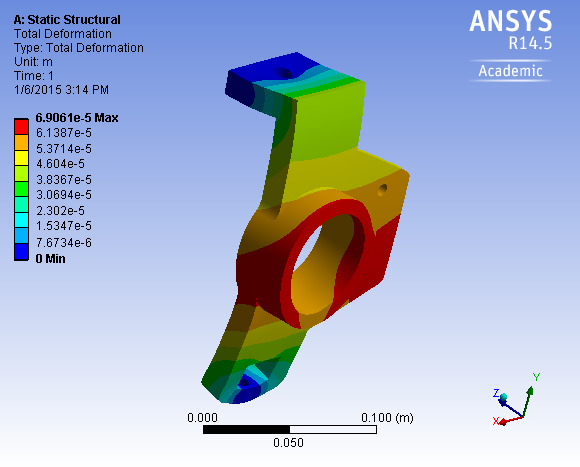 A: Static Structural
Total Deformation
Type: Total Deformation
Unit: m
Time: 1
1/6/2015 3:14 PM
6.9061e-5 Max
6.1387e-5
5.3714e-5
4.604e-5
3.8367e-5
3.0694e-5
2.302e-5
1.5347e-5
7.6734e-6
0 Min
ANSYS
R14.5
Academic
0.000
0.100 (m)
0.050
Y
Z
X